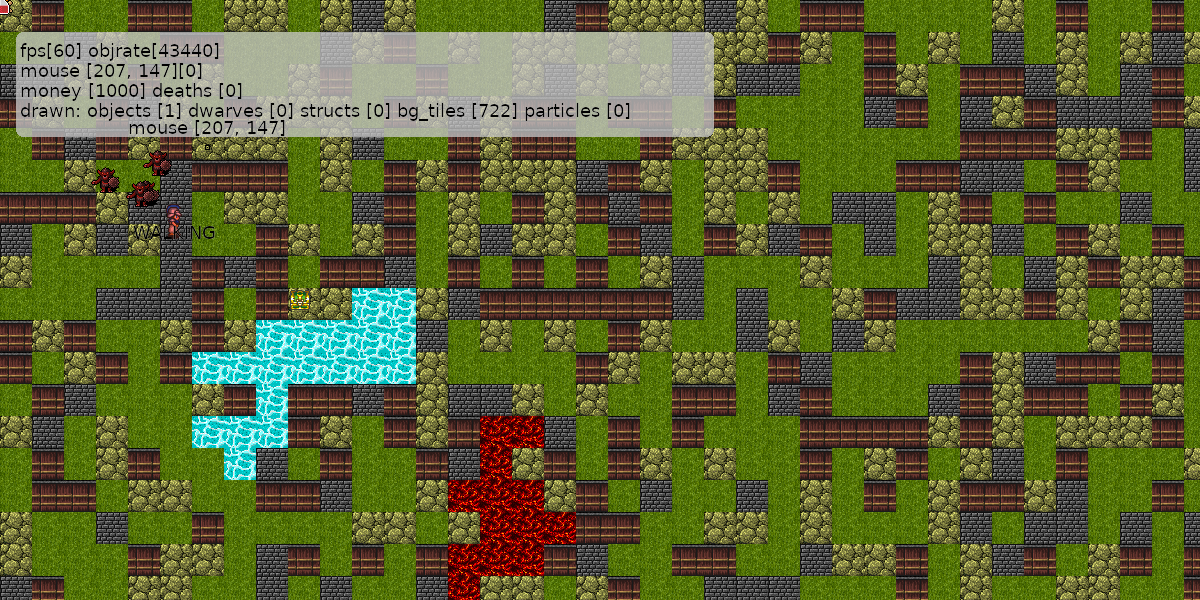 fps[60] objrate[43440]
mouse [207, 147][0]
money [1000] deaths [0]
drawn: objects [1] dwarves [0] structs [0] bg_tiles [722] particles [0]
mouse [207, 147]
WALKING